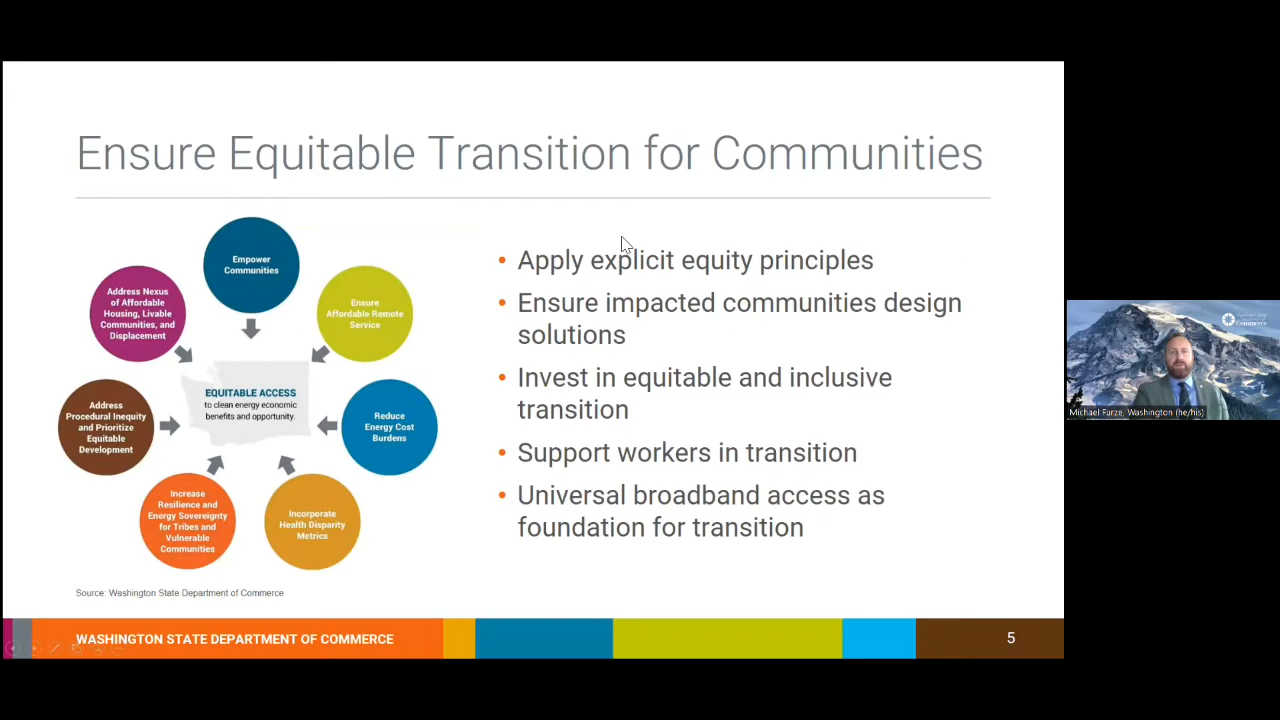 Ensure Equitable Transition for Communities
Empower
Communities
Address Nexus
of Affordable
Housing, Livable
Communities, and
Displacement
Ensure
Affordable Remote
Service
EQUITABLE ACCESS
to clean energy economic
benefits and opportunity.
Address
Procedural Inequity
and Prioritize
Equitable
Development
Reduce
Energy Cost
Burdens
Increase
Resilience and
Energy Sovereignty
for Tribes and
Vulnerable
Communities
Incorporate
Health Disparity
Metrics
• Apply explicit equity principles
• Ensure impacted communities design
solutions
• Invest in equitable and inclusive
transition
• Support workers in transition
• Universal broadband access as
foundation for transition
Source: Washington State Department of Commerce
WASHINGTON STATE DEPARTMENT OF COMMERCE
5
Commerce
Michael Furze, Washington (he/his)